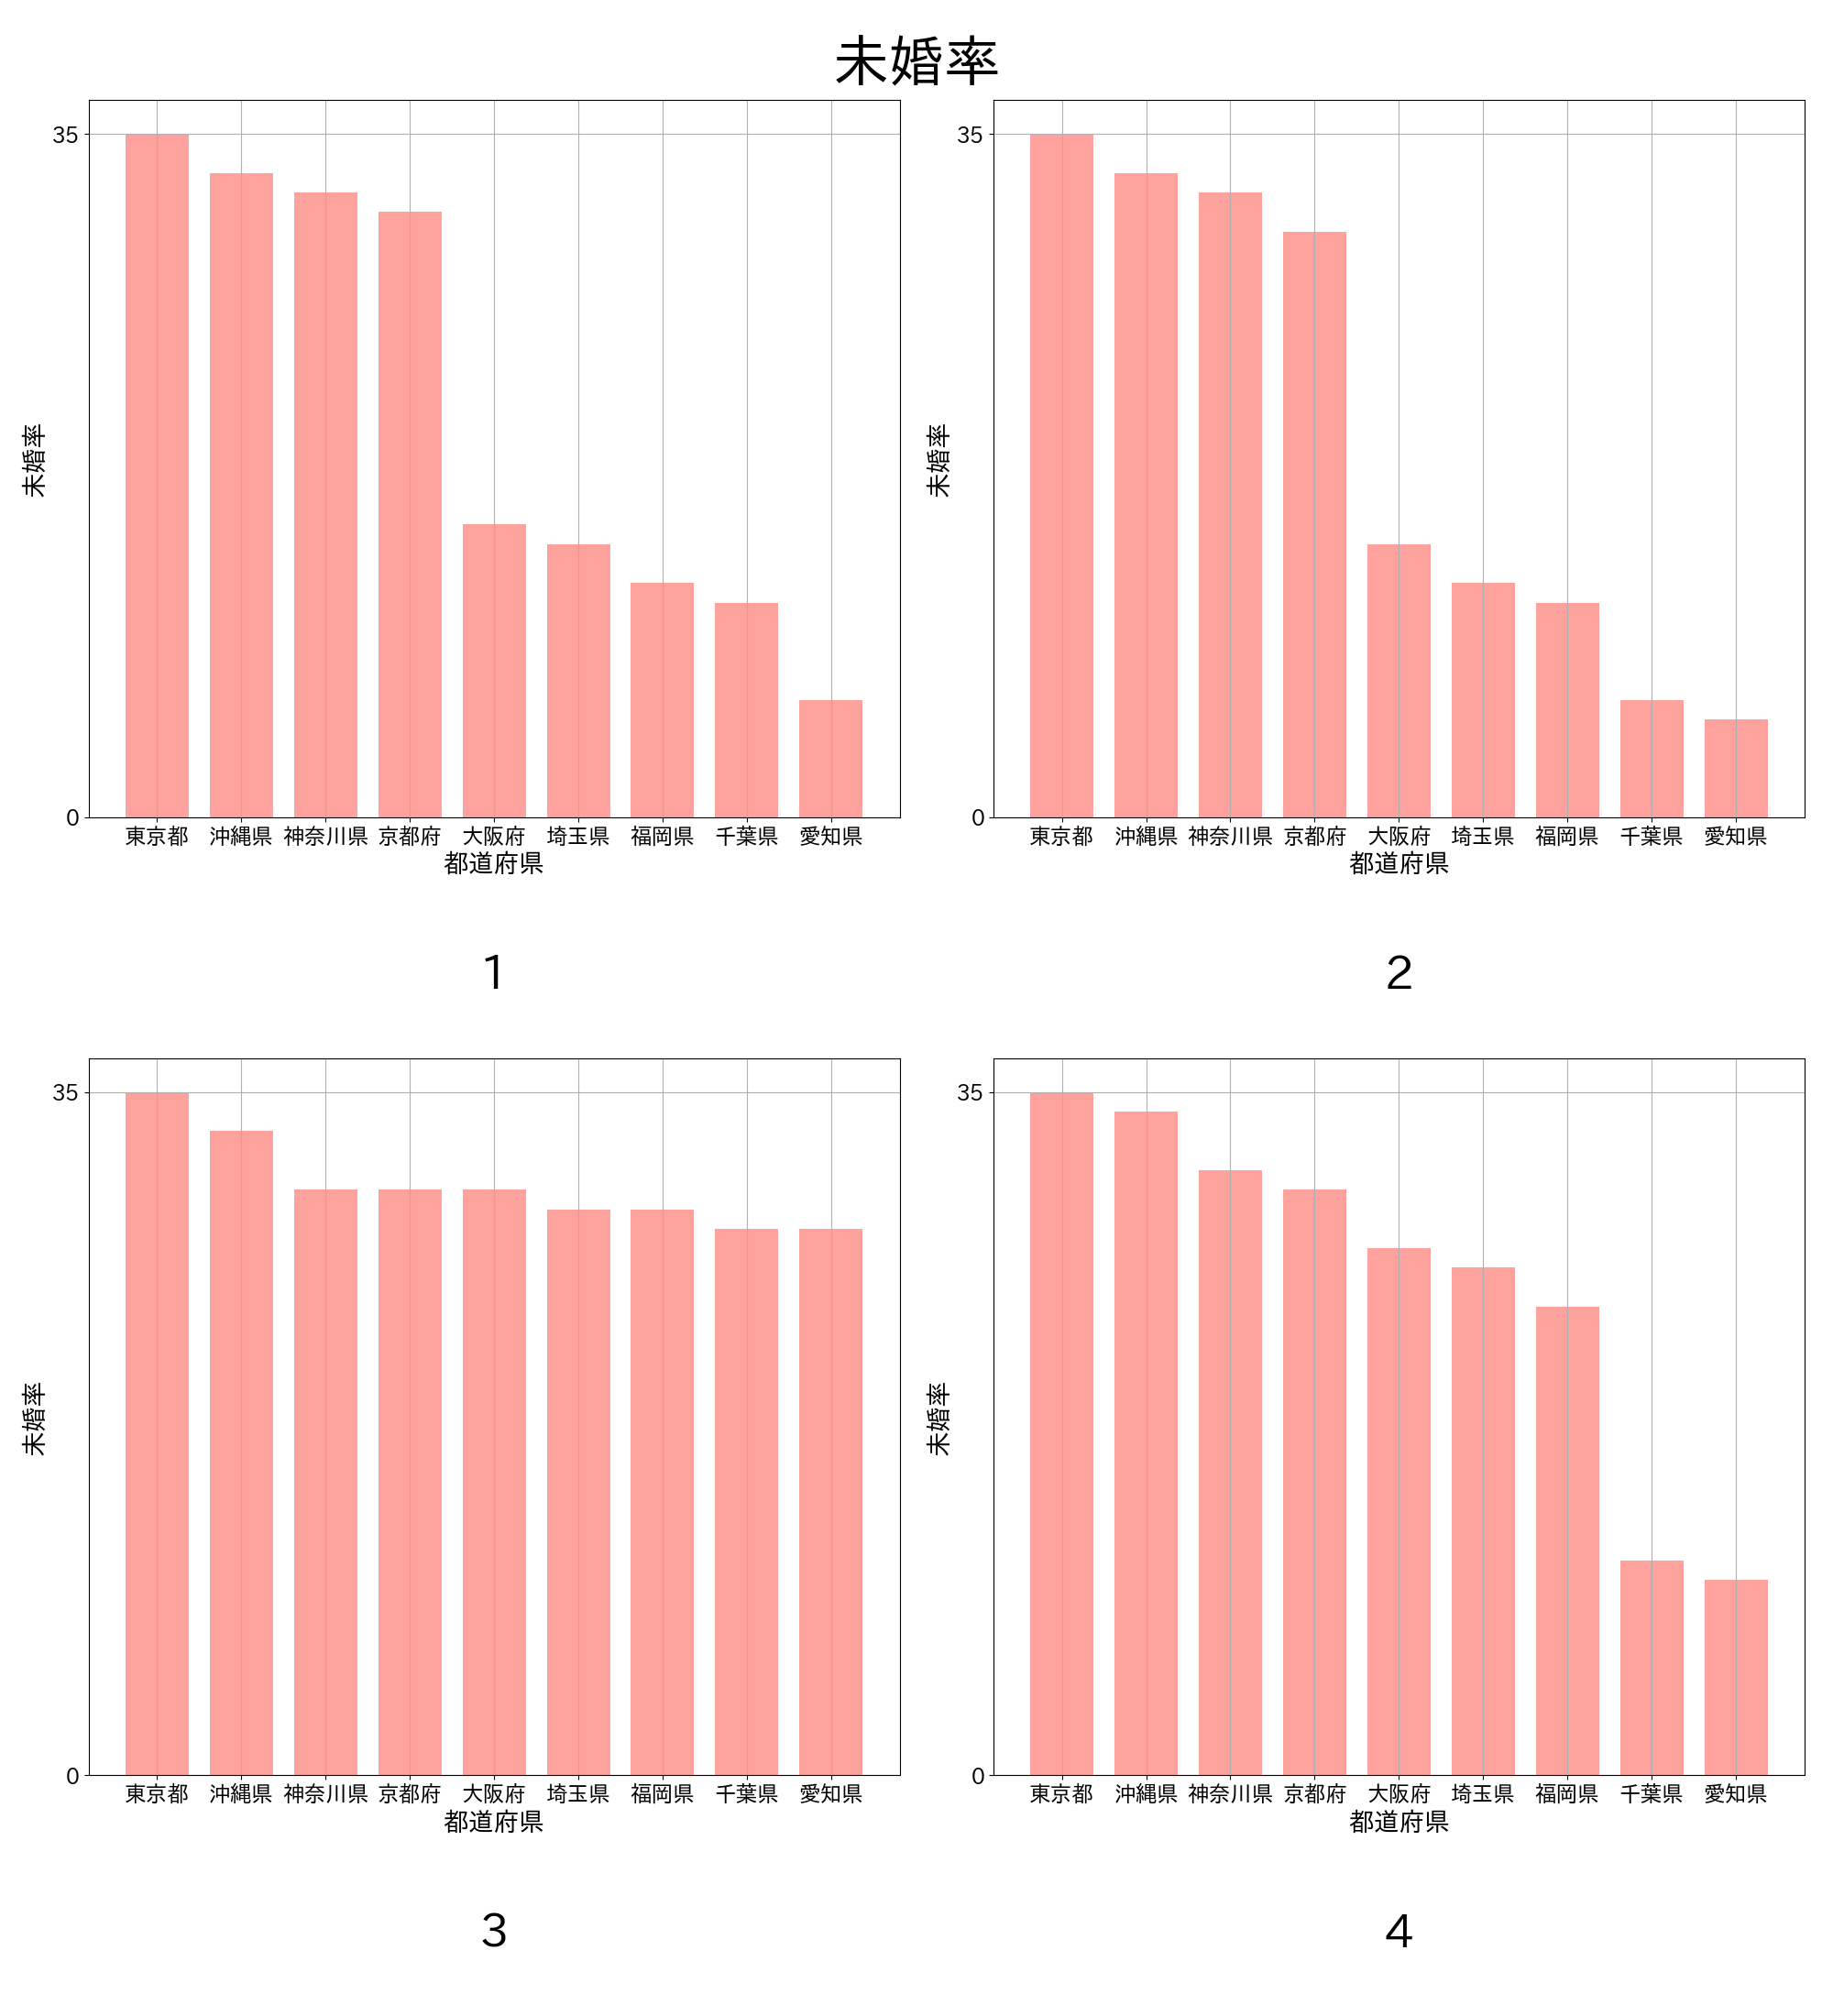 未婚率
35
0
未婚率
東京都 沖縄県 神奈川県 京都府 大阪府 埼玉県 福岡県 千葉県 愛知県
都道府県
1
35
0
未婚率
東京都 沖縄県 神奈川県 京都府 大阪府 埼玉県 福岡県 千葉県 愛知県
都道府県
2
35
0
未婚率
東京都 沖縄県 神奈川県 京都府 大阪府 埼玉県 福岡県 千葉県 愛知県
都道府県
3
35
0
未婚率
東京都 沖縄県 神奈川県 京都府 大阪府 埼玉県 福岡県 千葉県 愛知県
都道府県
4